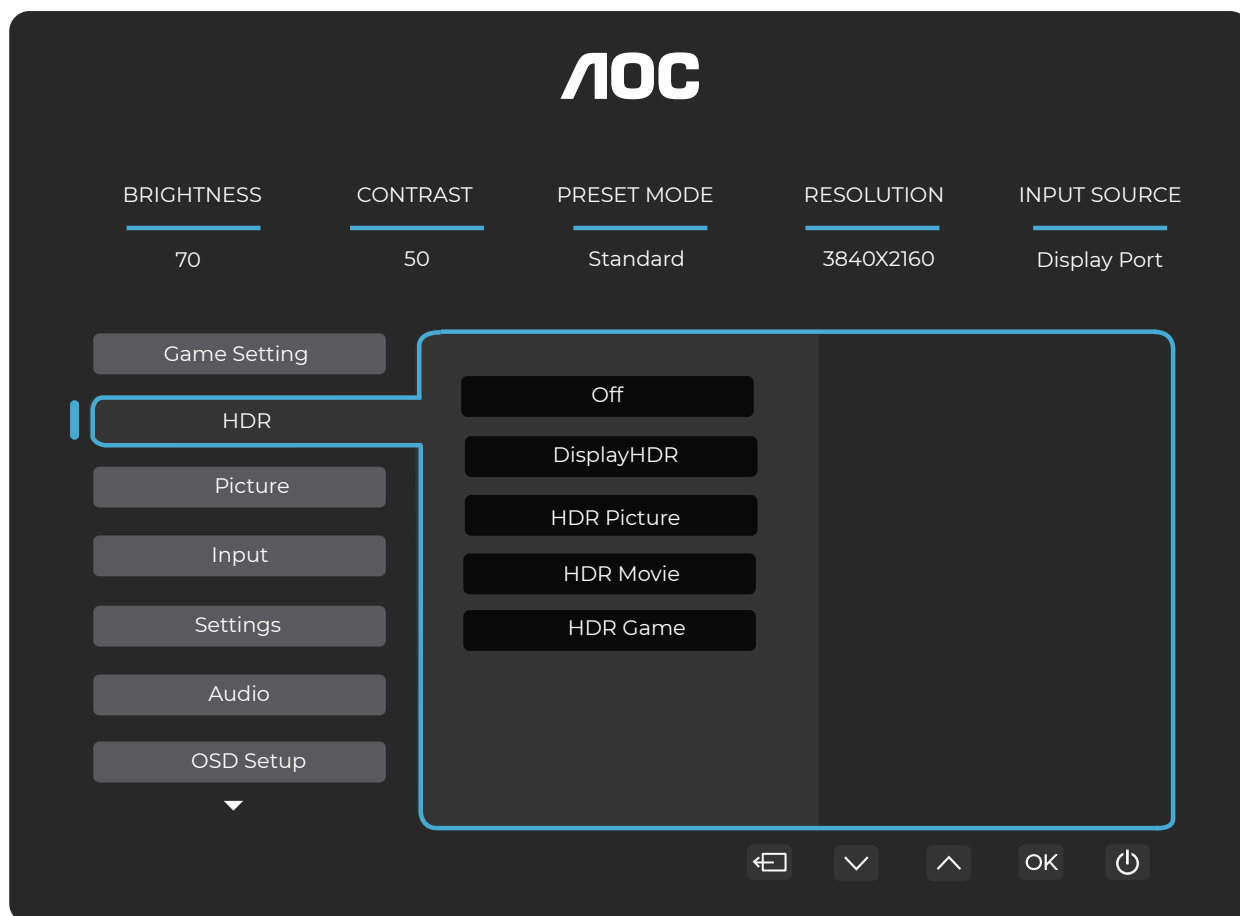 AOC
BRIGHTNESS CONTRAST PRESET MODE RESOLUTION INPUT SOURCE
70 50 Standard 3840X2160 Display Port
Game Setting
HDR
Picture
Input
Settings
Audio
OSD Setup
Off
DisplayHDR
HDR Picture
HDR Movie
HDR Game
OK